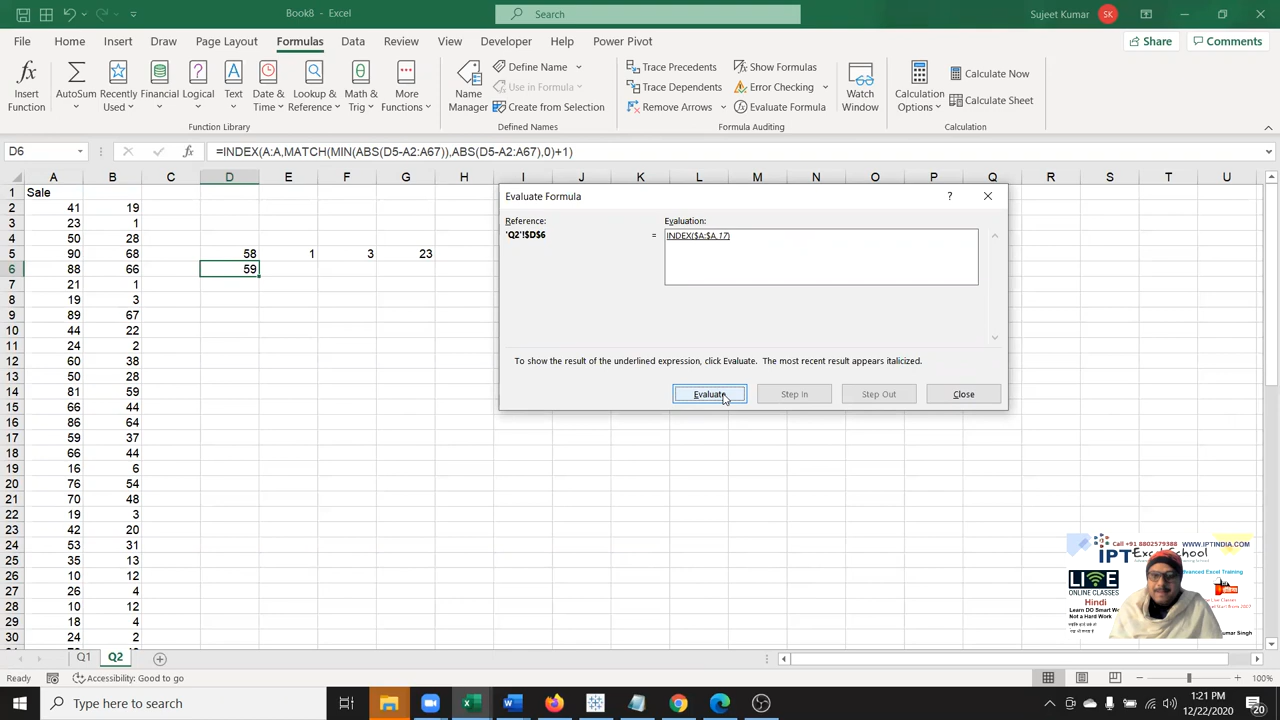 Book8 - Excel
Search
Sujeet Kumar
SK
File Home Insert Draw Page Layout Formulas Data Review View Developer Help Power Pivot
Share
Comments
Insert Function
AutoSum
Recently Used
Financial
Logical
Text
Date & Time
Lookup & Reference
Math & Trig
More Functions
Name Manager
Define Name
Use in Formula
Create from Selection
Trace Precedents
Trace Dependents
Remove Arrows
Show Formulas
Error Checking
Evaluate Formula
Watch Window
Calculation Options
Calculate Now
Calculate Sheet
Function Library
Defined Names
Formula Auditing
Calculation
D6
fx
=INDEX(A:A,MATCH(MIN(ABS(D5-A2:A67)),ABS(D5-A2:A67),0)+1)
A B C D E F G H I J K L M N O P Q R S T U
1 Sale
2 41 19
3 23 1
4 50 28
5 90 68 58 1 3 23
6 88 66 59
7 21 1
8 19 3
9 89 67
10 44 22
11 24 2
12 60 38
13 50 28
14 81 59
15 66 44
16 86 64
17 59 37
18 66 44
19 16 6
20 76 54
21 70 48
22 19 3
23 42 20
24 53 31
25 35 13
26 10 12
27 26 4
28 10 12
29 18 4
30 24 2
Evaluate Formula
?
Reference:
'Q2'!$D$6
=
Evaluation:
INDEX($A:$A,17)
To show the result of the underlined expression, click Evaluate. The most recent result appears italicized.
Evaluate
Step In
Step Out
Close
Call +91 8802579388 WWW.IPTINDIA.COM
IPT Excel School
Advanced Excel Training
LIVE
ONLINE CLASSES
Hindi
Learn DO Smart
Not a Hard Work
Kumar Singh
Q1 Q2
Ready
Accessibility: Good to go
100%
Type here to search
1:21 PM
12/22/2020
20